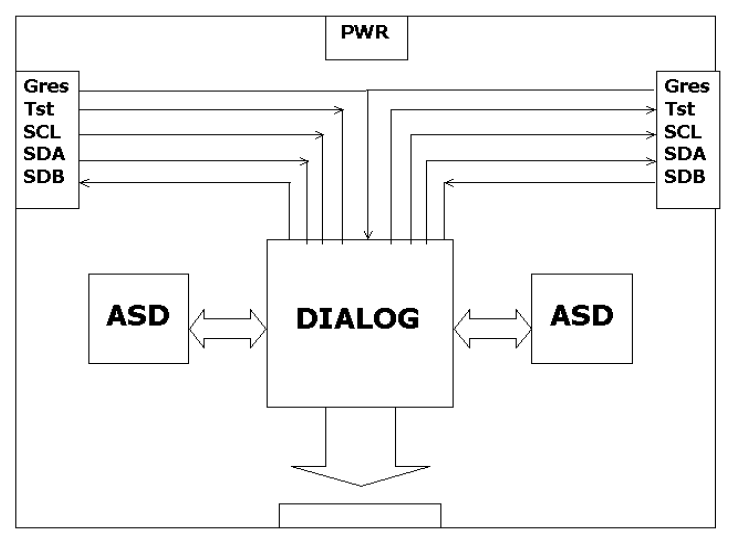 PWR
Gres
Tst
SCL
SDA
SDB
Gres
Tst
SCL
SDA
SDB
ASD
DIALOG
ASD